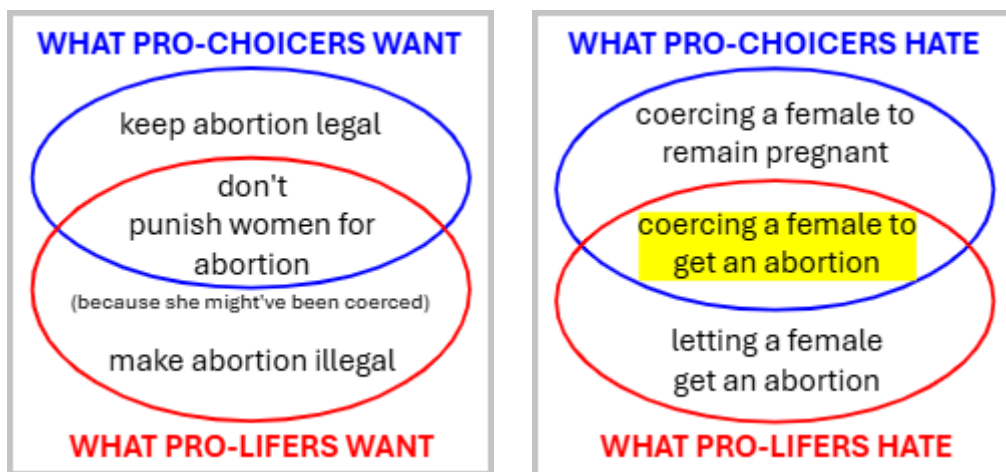 WHAT PRO-CHOICERS WANT
keep abortion legal
don't
punish women for
abortion
(because she might've been coerced)
make abortion illegal
WHAT PRO-LIFERS WANT
WHAT PRO-CHOICERS HATE
coercing a female to
remain pregnant
coercing a female to
get an abortion
letting a female
get an abortion
WHAT PRO-LIFERS HATE